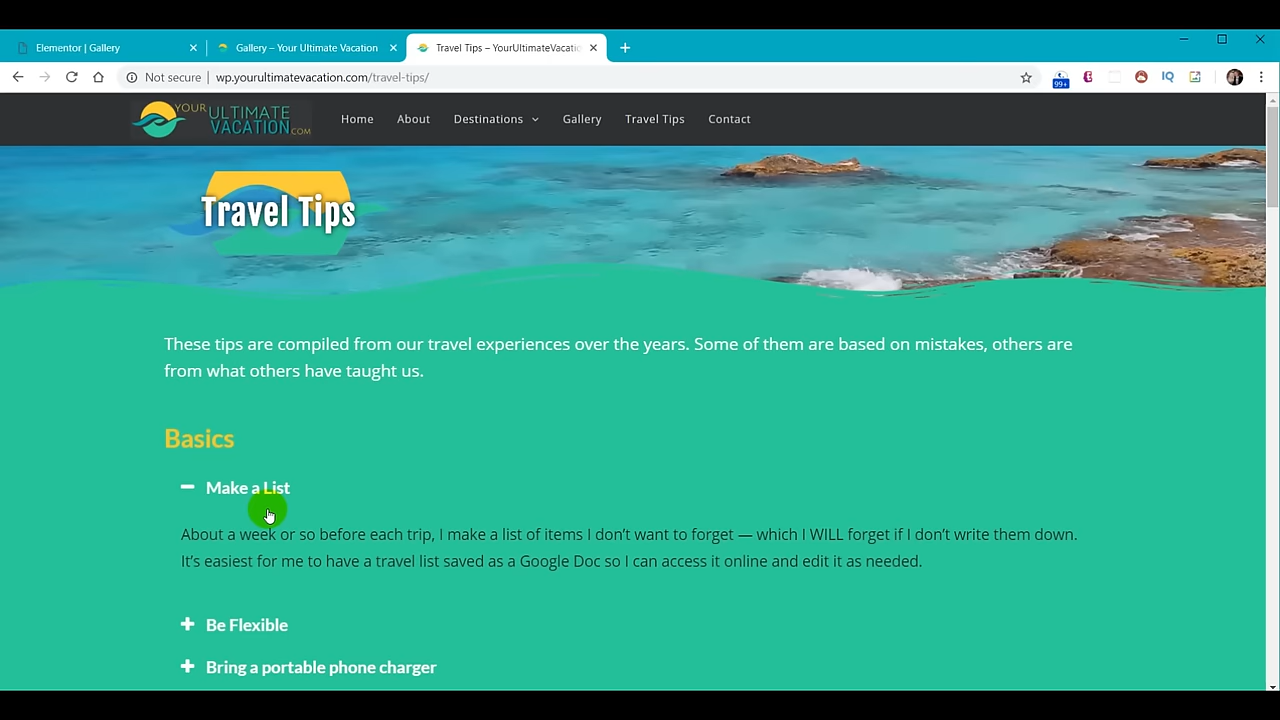 Elementor | Gallery
Gallery – Your Ultimate Vacation
Travel Tips – YourUltimateVacatio
Not secure
wp.yourultimatevacation.com/travel-tips/
99+
IQ
YOUR ULTIMATE
VACATION.COM
Home
About
Destinations
Gallery
Travel Tips
Contact
Travel Tips
These tips are compiled from our travel experiences over the years. Some of them are based on mistakes, others are
from what others have taught us.
Basics
Make a List
About a week or so before each trip, I make a list of items I don’t want to forget — which I WILL forget if I don’t write them down.
It’s easiest for me to have a travel list saved as a Google Doc so I can access it online and edit it as needed.
Be Flexible
Bring a portable phone charger